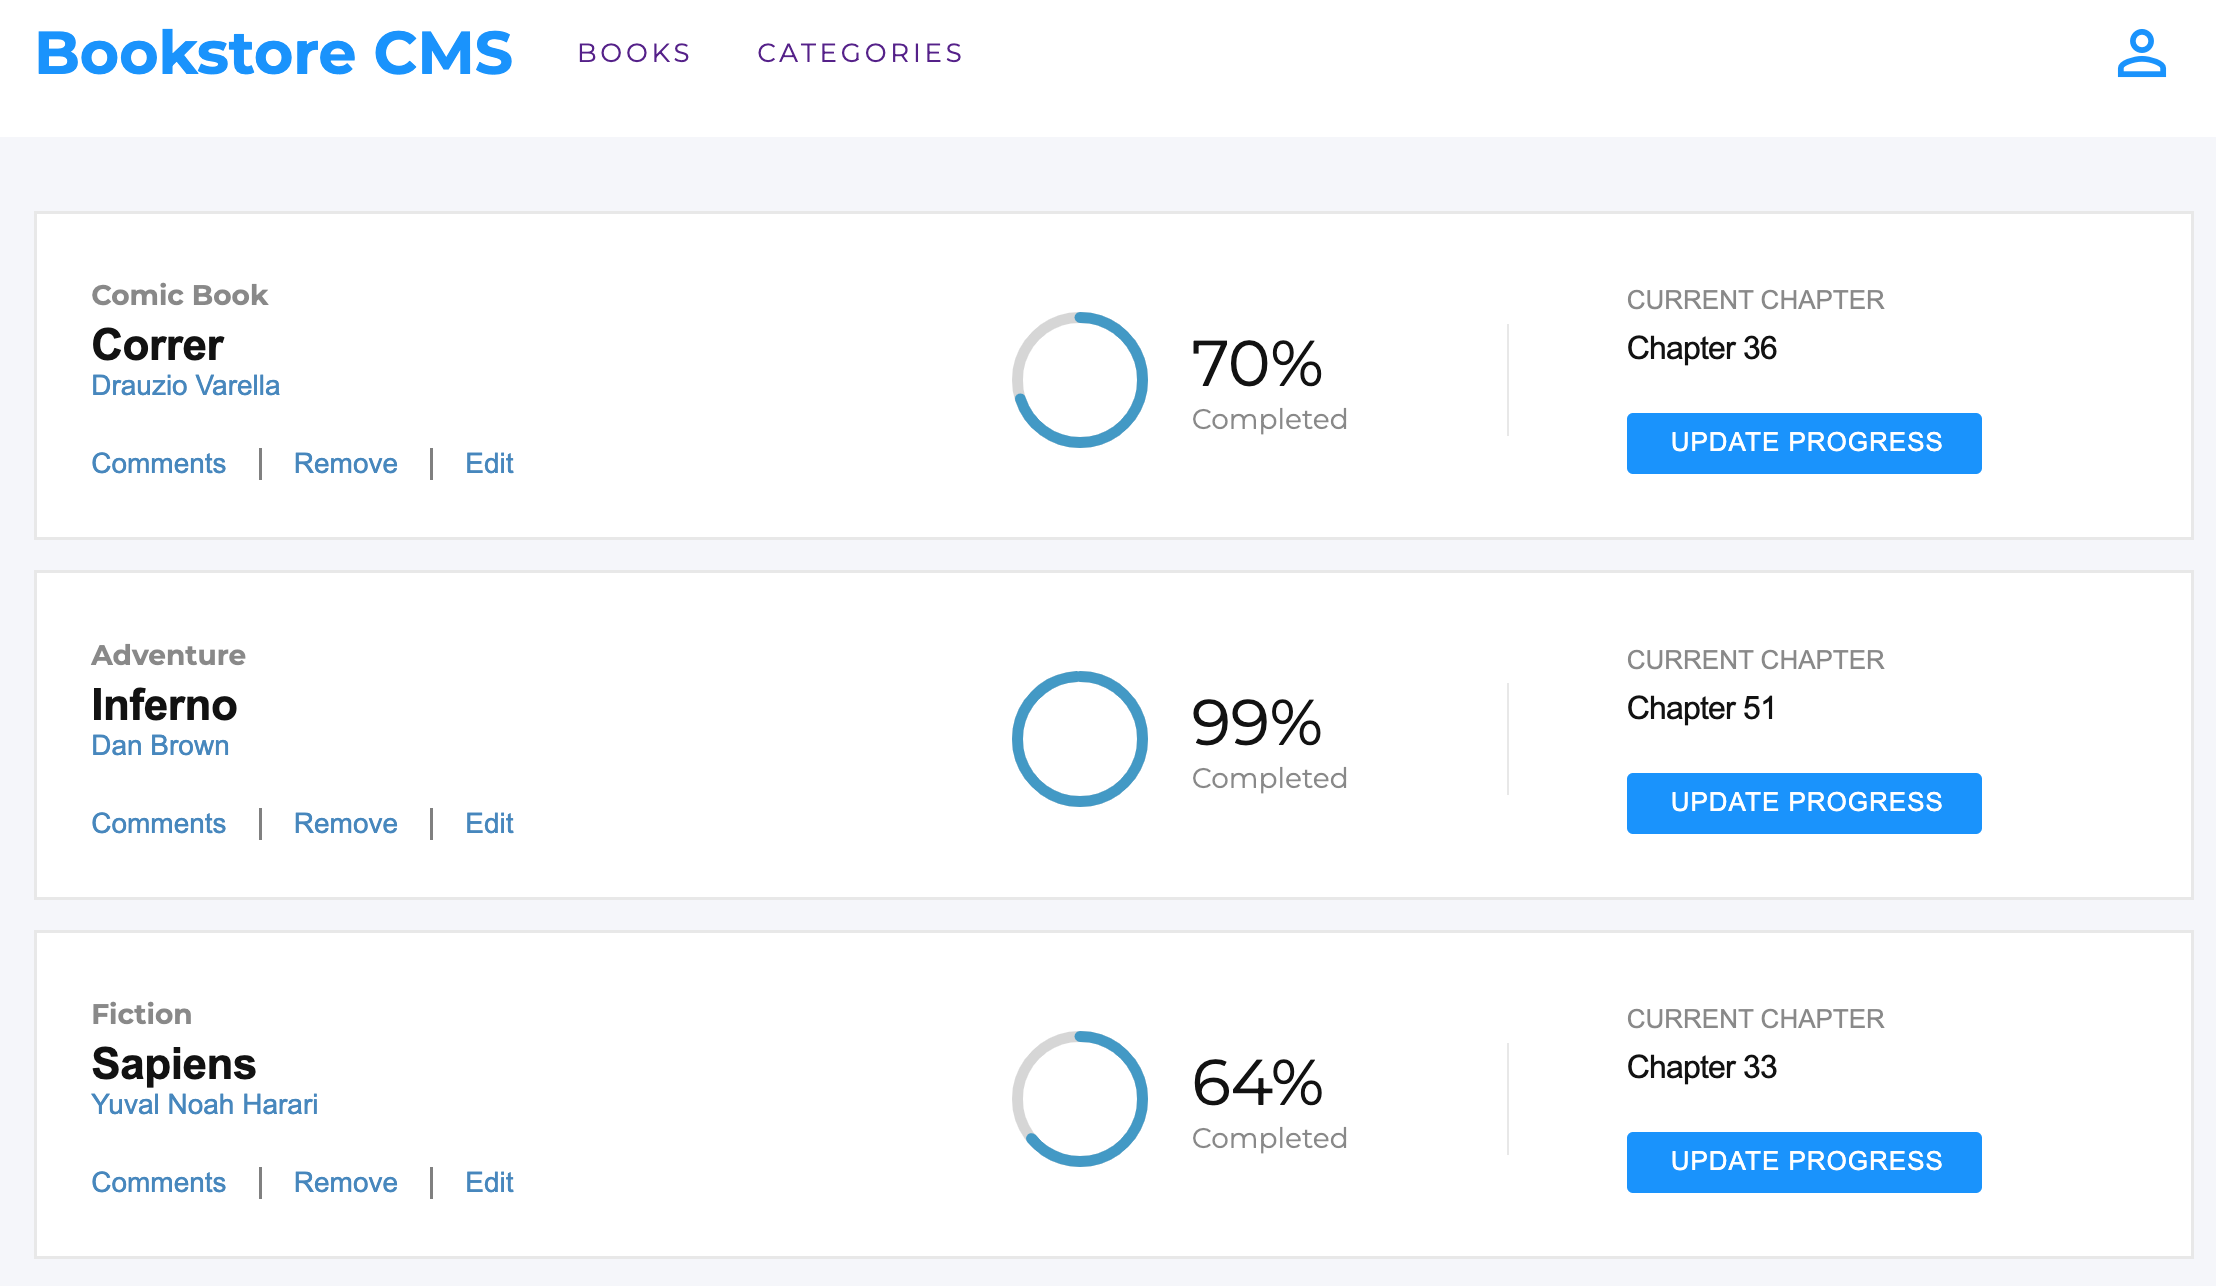 Bookstore CMS BOOKS CATEGORIES
Comic Book
Correr
Drauzio Varella
Comments | Remove | Edit
70%
Completed
CURRENT CHAPTER
Chapter 36
UPDATE PROGRESS
Adventure
Inferno
Dan Brown
Comments | Remove | Edit
99%
Completed
CURRENT CHAPTER
Chapter 51
UPDATE PROGRESS
Fiction
Sapiens
Yuval Noah Harari
Comments | Remove | Edit
64%
Completed
CURRENT CHAPTER
Chapter 33
UPDATE PROGRESS